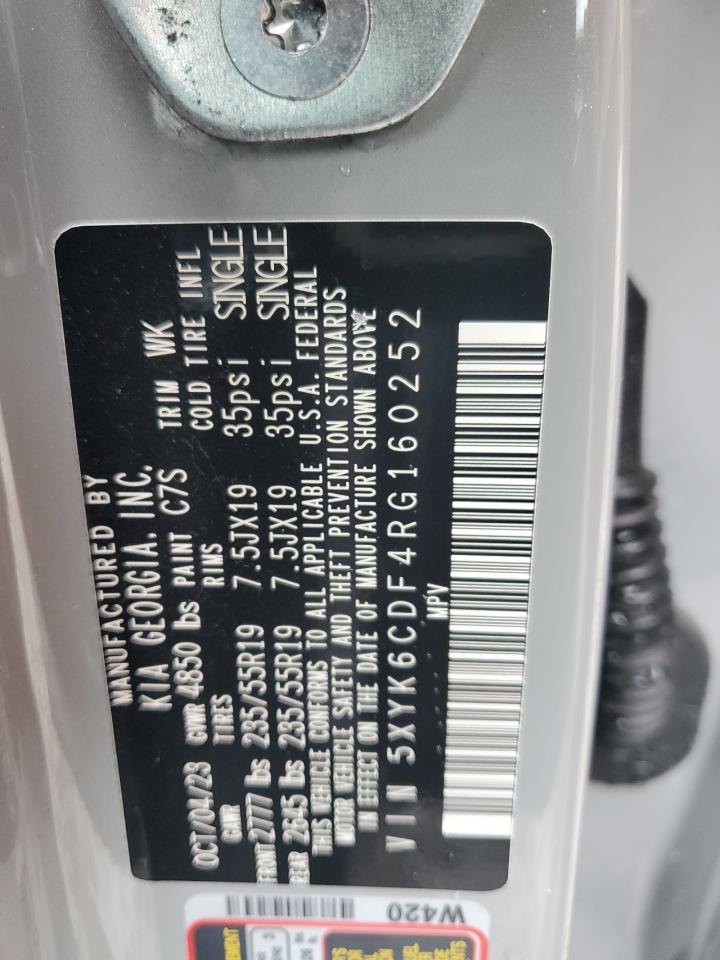 MANUFACTURED BY
KIA GEORGIA. INC.
OCT/04/23 GVWR 4850 lbs PAINT C7S TRIM WK
GAWR TIRES RIMS COLD TIRE INFL
FRONT 2777 lbs 235/55R19 7.5JX19 35psi SINGLE
REAR 2645 lbs 235/55R19 7.5JX19 35psi SINGLE
THIS VEHICLE CONFORMS TO ALL APPLICABLE U.S.A. FEDERAL
MOTOR VEHICLE SAFETY AND THEFT PREVENTION STANDARDS
IN EFFECT ON THE DATE OF MANUFACTURE SHOWN ABOVE
VIN 5XYK6CDF4RG160252
MPV
W420